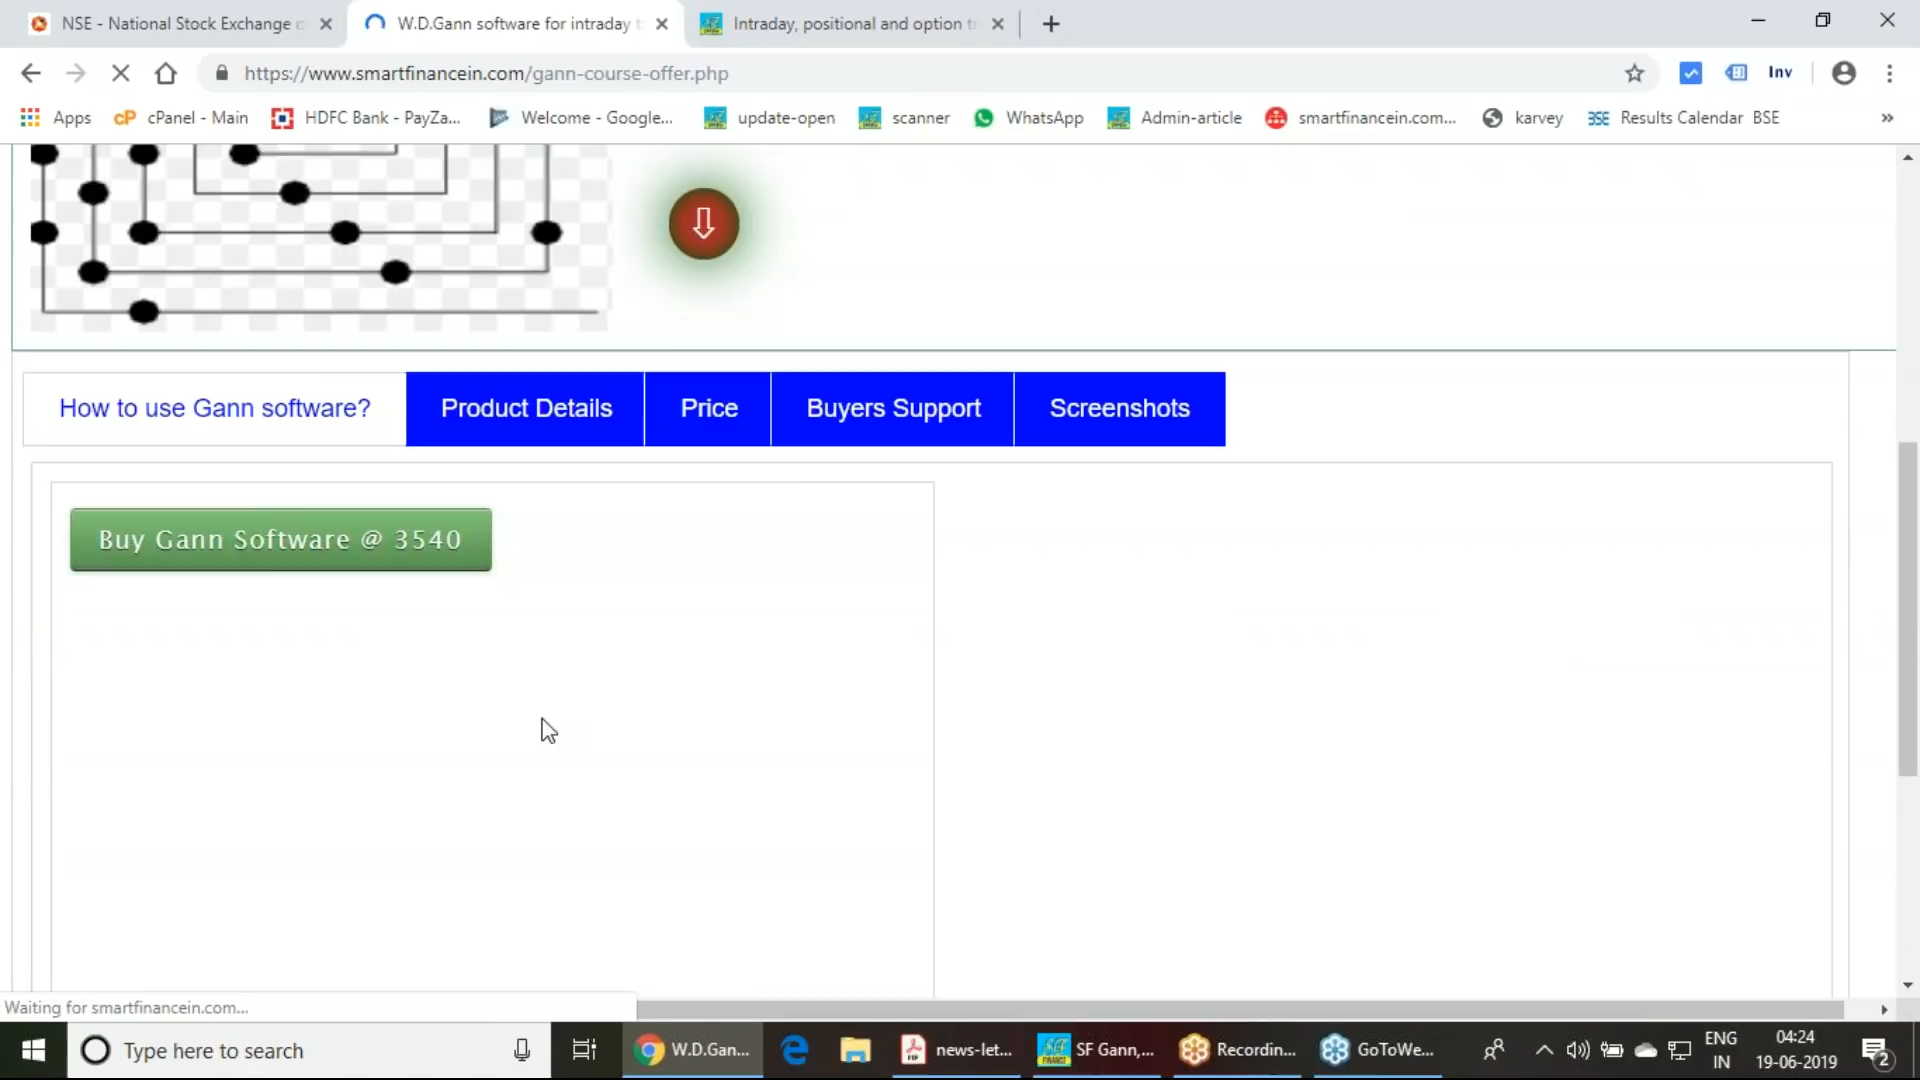 NSE - National Stock Exchange o
W.D.Gann software for intraday t
Intraday, positional and option tr
https://www.smartfinancein.com/gann-course-offer.php
Inv
Apps
cP cPanel - Main
HDFC Bank - PayZa...
Welcome - Google...
update-open
scanner
WhatsApp
Admin-article
smartfinancein.com...
karvey
BSE Results Calendar BSE
»
How to use Gann software?
Product Details
Price
Buyers Support
Screenshots
Buy Gann Software @ 3540
Waiting for smartfinancein.com...
Type here to search
W.D.Gan...
news-let...
SF Gann,...
Recordin...
GoToWe...
ENG
IN
04:24
19-06-2019
2